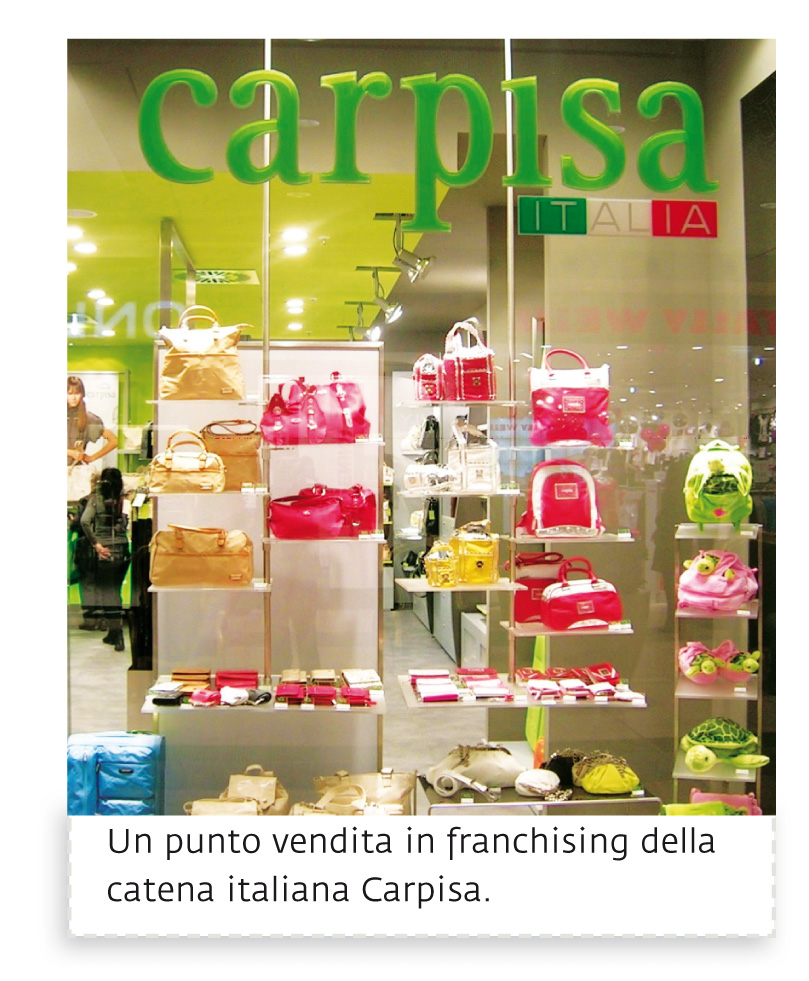 carpisa
ITALIA
Un punto vendita in franchising della
catena italiana Carpisa.